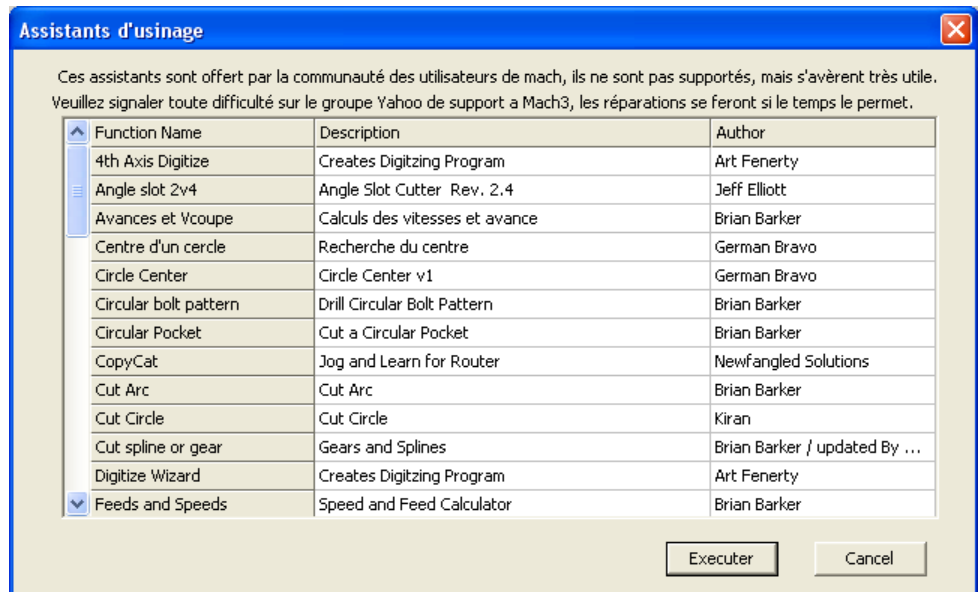 Assistants d'usinage
Ces assistants sont offert par la communauté des utilisateurs de mach, ils ne sont pas supportés, mais s'avèrent très utile.
Veuillez signaler toute difficulté sur le groupe Yahoo de support a Mach3, les réparations se feront si le temps le permet.
Function Name Description Author
4th Axis Digitize Creates Digitzing Program Art Fenerty
Angle slot 2v4 Angle Slot Cutter Rev. 2.4 Jeff Elliott
Avances et Vcoupe Calculs des vitesses et avance Brian Barker
Centre d'un cercle Recherche du centre German Bravo
Circle Center Circle Center v1 German Bravo
Circular bolt pattern Drill Circular Bolt Pattern Brian Barker
Circular Pocket Cut a Circular Pocket Brian Barker
CopyCat Jog and Learn for Router Newfangled Solutions
Cut Arc Cut Arc Brian Barker
Cut Circle Cut Circle Kiran
Cut spline or gear Gears and Splines Brian Barker / updated By ...
Digitize Wizard Creates Digitzing Program Art Fenerty
Feeds and Speeds Speed and Feed Calculator Brian Barker
Executer Cancel